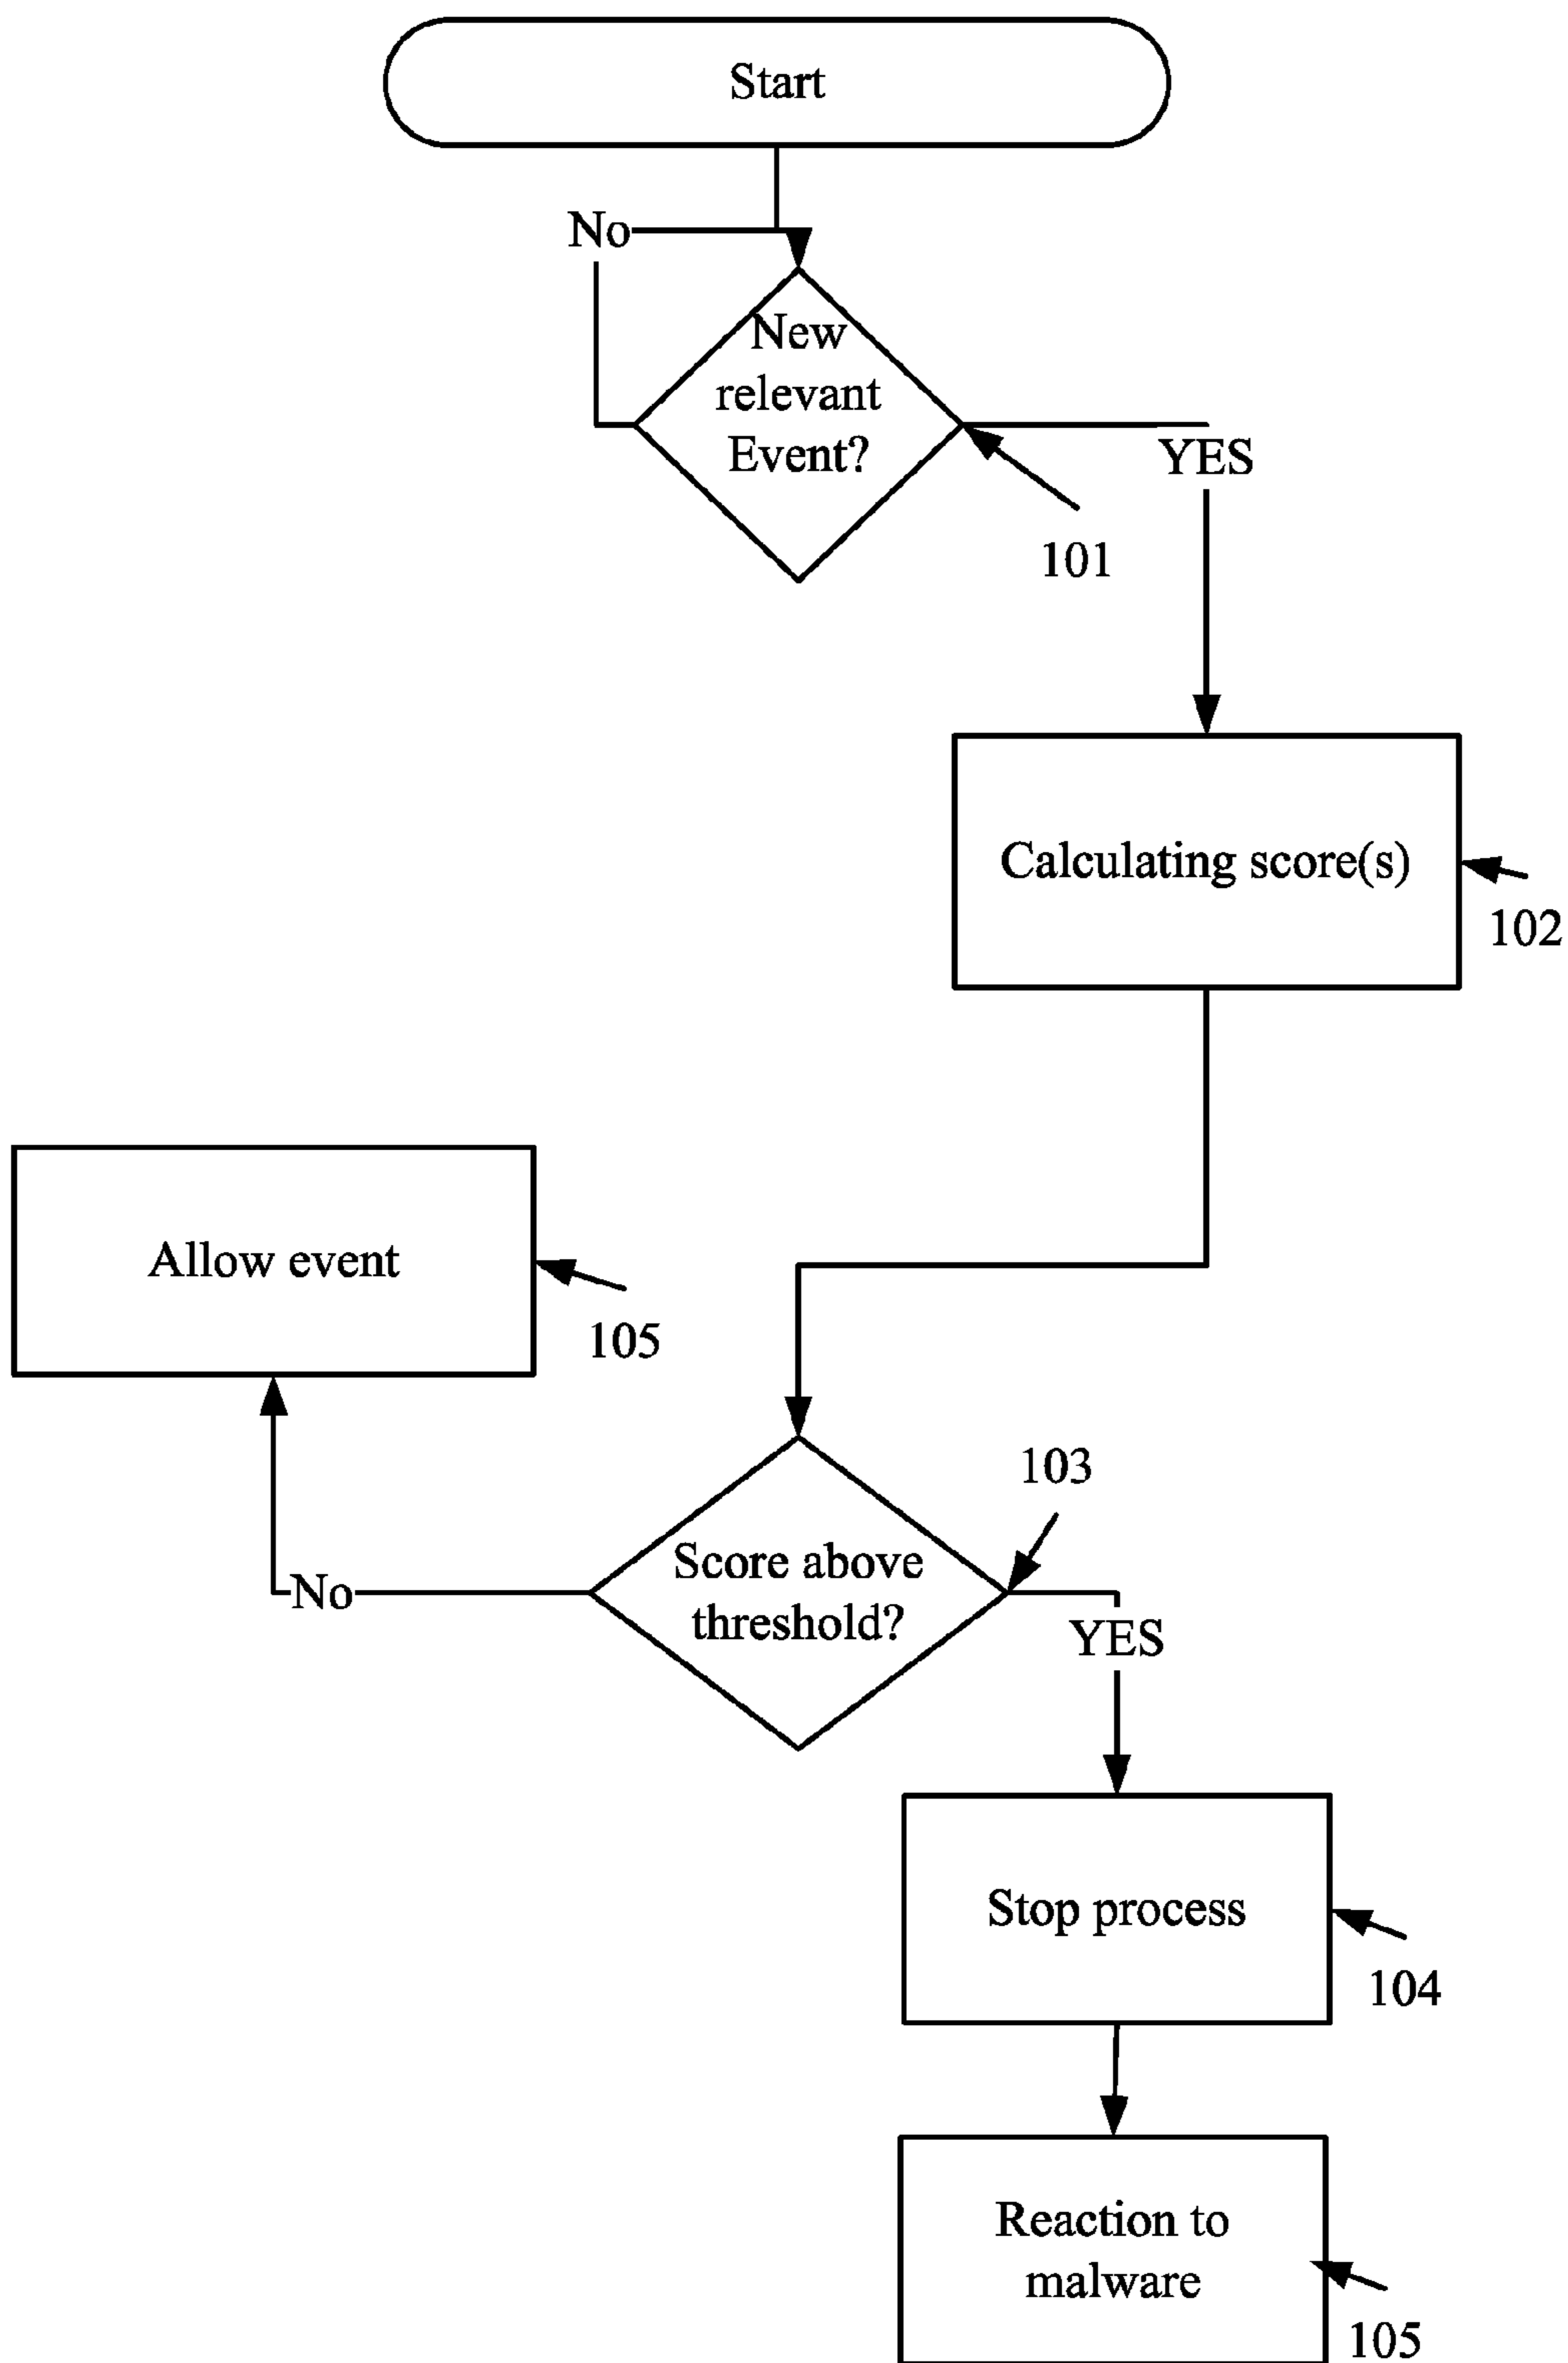 Start
No
New
relevant
Event?
YES
101
Calculating score(s)
102
Allow event
105
103
Score above
threshold?
No
YES
Stop process
104
Reaction to
malware
105